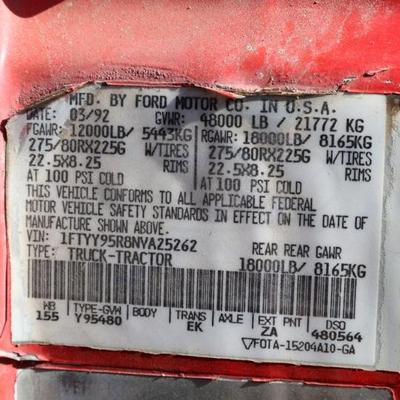 MFD. BY FORD MOTOR CO. IN U.S.A.
DATE: 03/92 GVWR: 48000 LB / 21772 KG
FGAWR: 12000LB/ 5443KG RGAWR: 18000LB/ 8165KG
275/80RX225G TIRES 275/80RX225G TIRES
22.5X8.25 RIMS 22.5X8.25 RIMS
AT 100 PSI COLD AT 100 PSI COLD
THIS VEHICLE CONFORMS TO ALL APPLICABLE FEDERAL
MOTOR VEHICLE SAFETY STANDARDS IN EFFECT ON THE DATE OF
MANUFACTURE SHOWN ABOVE.
VIN: 1FTYY95R8NVA25262 REAR REAR GAWR
TYPE: TRUCK-TRACTOR 18000LB/ 8165KG
WB TYPE-GVW BODY TRANS AXLE EXT PNT DSO
155 Y95480 EK ZA 480564
FOTA-15204A10-GA